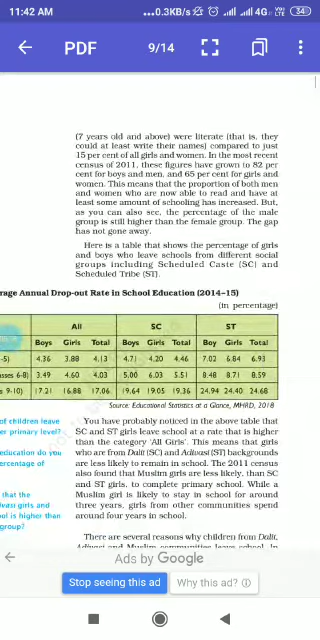 11:42 AM ...0.3KB/s 4G VoLTE 34
PDF 9/14
(7 years old and above) were literate (that is, they
could at least write their names) compared to just
15 per cent of all girls and women. In the most recent
census of 2011, these figures have grown to 82 per
cent for boys and men, and 65 per cent for girls and
women. This means that the proportion of both men
and women who are now able to read and have at
least some amount of schooling has increased. But,
as you can also see, the percentage of the male
group is still higher than the female group. The gap
has not gone away.
Here is a table that shows the percentage of girls
and boys who leave schools from different social
groups including Scheduled Caste (SC) and
Scheduled Tribe (ST).
rage Annual Drop-out Rate in School Education (2014–15)
(in percentage)
All SC ST
Boys Girls Total Boys Girls Total Boys Girls Total
-5) 4.36 3.88 4.13 4.71 4.20 4.46 7.02 6.84 6.93
asses 6-8) 3.49 4.60 4.03 5.00 6.03 5.51 8.48 8.71 8.59
s 9-10) 17.21 16.88 17.06 19.64 19.05 19.36 24.94 24.40 24.68
Source: Educational Statistics at a Glance, MHRD, 2018
of children leave
er primary level?
education do you
ercentage of
that the
ivasi girls and
ol is higher than
group?
You have probably noticed in the above table that
SC and ST girls leave school at a rate that is higher
than the category 'All Girls'. This means that girls
who are from Dalit (SC) and Adivasi (ST) backgrounds
are less likely to remain in school. The 2011 census
also found that Muslim girls are less likely, than SC
and ST girls, to complete primary school. While a
Muslim girl is likely to stay in school for around
three years, girls from other communities spend
around four years in school.
There are several reasons why children from Dalit,
Adivasi and Muslim communities leave school. In
Ads by Google
Stop seeing this ad Why this ad?